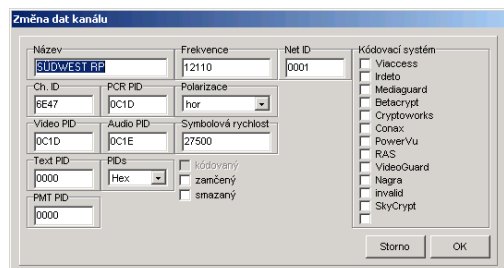 Změna dat kanálu
Název
SÜDWEST RP
Frekvence
12110
Net ID
0001
Ch. ID
6E47
PCR PID
0C1D
Polarizace
hor
Video PID
0C1D
Audio PID
0C1E
Symbolová rychlost
27500
Text PID
0000
PIDs
Hex
kódovaný
zamčený
smazaný
PMT PID
0000
Kódovací systém
Viaccess
Irdeto
Mediaguard
Betacrypt
Cryptoworks
Conax
PowerVu
RAS
VideoGuard
Nagra
invalid
SkyCrypt
Storno
OK